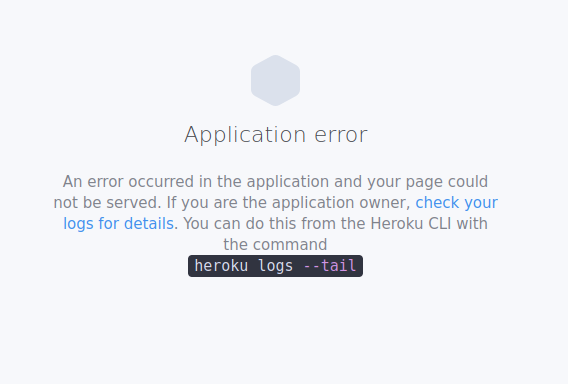 Application error
An error occurred in the application and your page could
not be served. If you are the application owner, check your
logs for details. You can do this from the Heroku CLI with
the command
heroku logs --tail